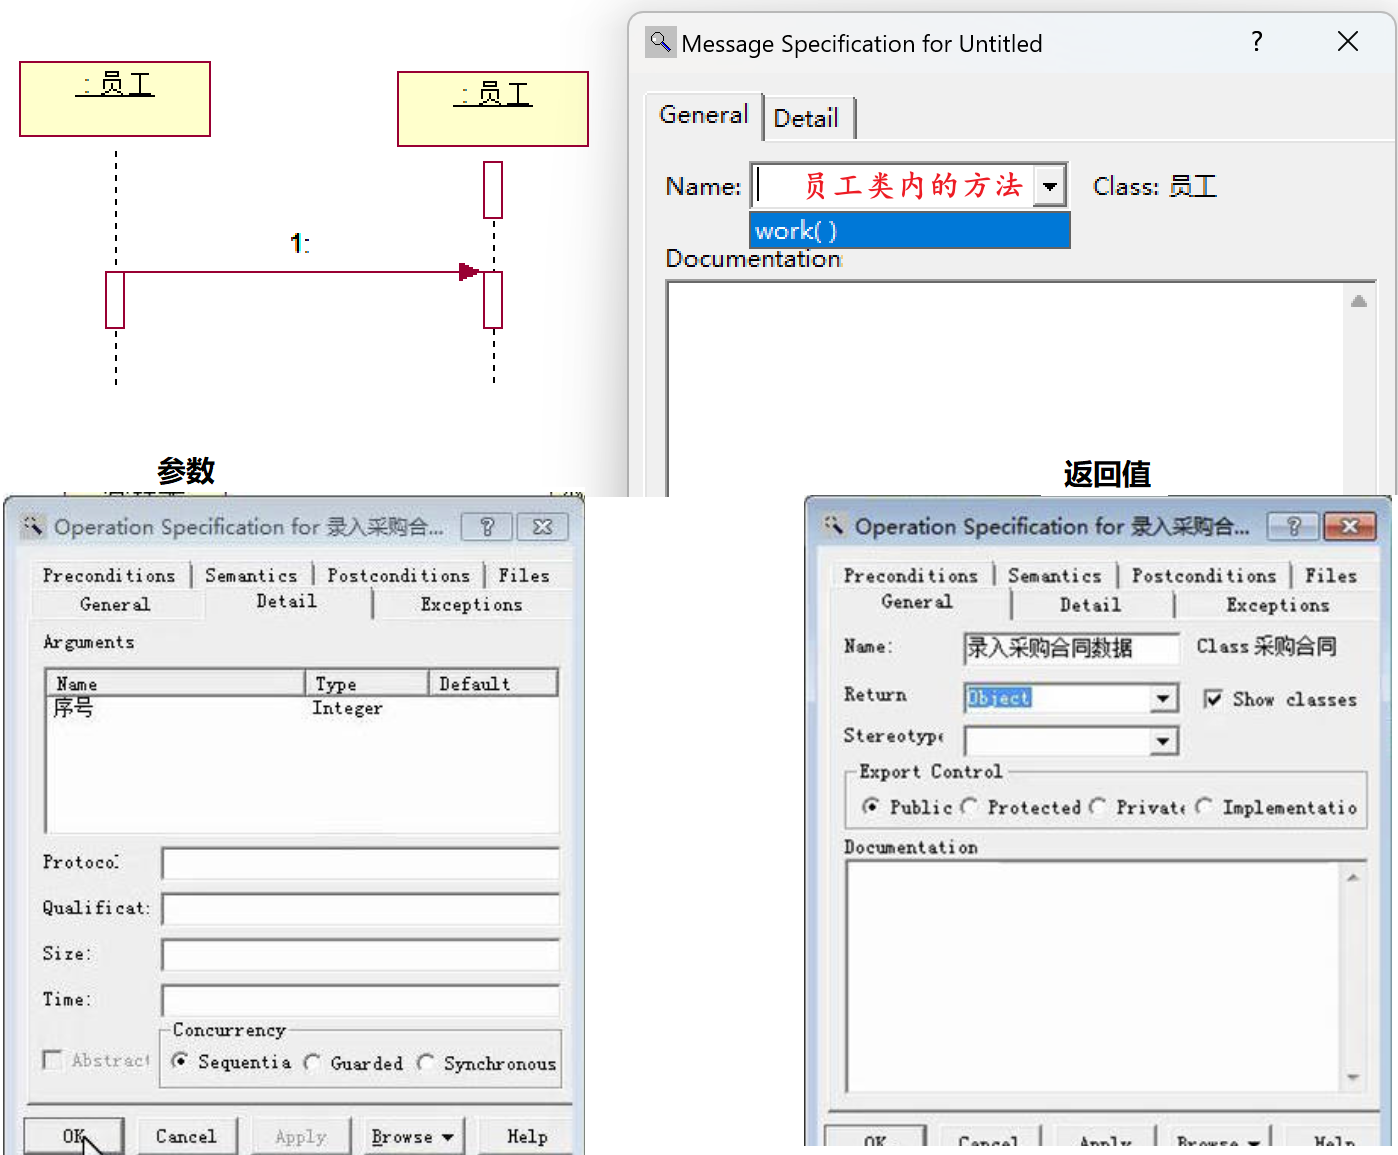 : 员工
: 员工
1:
Message Specification for Untitled
?
General
Detail
Name:
员工类内的方法
Class: 员工
work( )
Documentation:
参数
返回值
Operation Specification for 录入采购合...
?
Preconditions
Semantics
Postconditions
Files
General
Detail
Exceptions
Arguments
Name
Type
Default
序号
Integer
Protocol
Qualificat:
Size:
Time:
Concurrency
Abstract
Sequentia
Guarded
Synchronous
OK
Cancel
Apply
Browse
Help
Operation Specification for 录入采购合...
?
Preconditions
Semantics
Postconditions
Files
General
Detail
Exceptions
Name:
录入采购合同数据
Class 采购合同
Return
Object
Show classes
Stereotype
Export Control
Public
Protected
Private
Implementatio
Documentation
OK
Cancel
Apply
Browse
Help